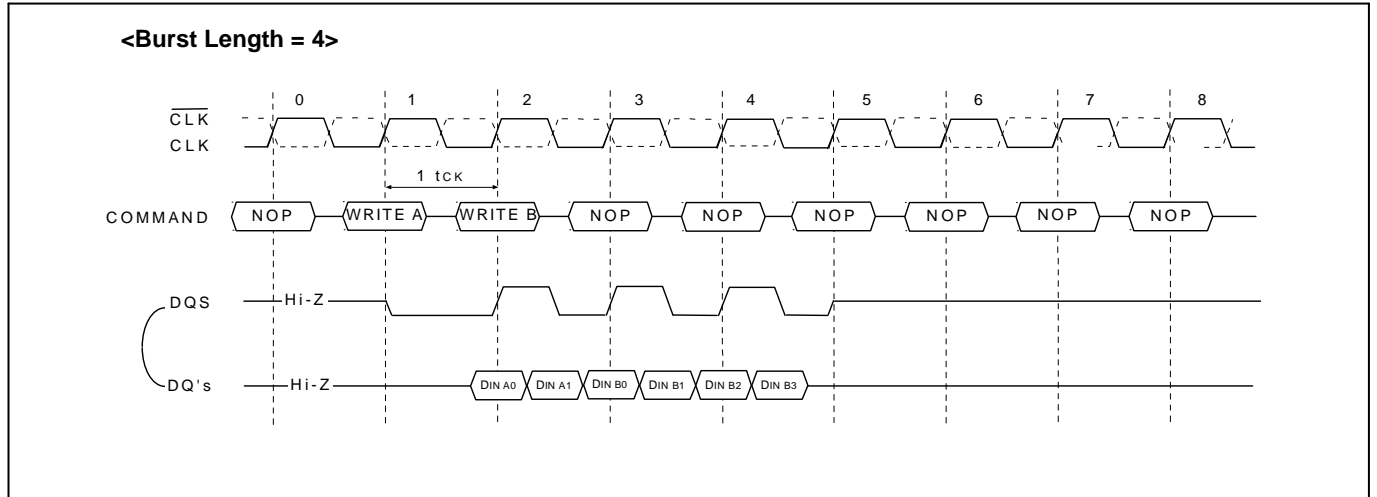 <Burst Length = 4>
0 1 2 3 4 5 6 7 8
CLK
CLK
1 tCK
COMMAND NOP WRITE A WRITE B NOP NOP NOP NOP NOP NOP
DQS Hi-Z
DQ's Hi-Z DIN A0 DIN A1 DIN B0 DIN B1 DIN B2 DIN B3